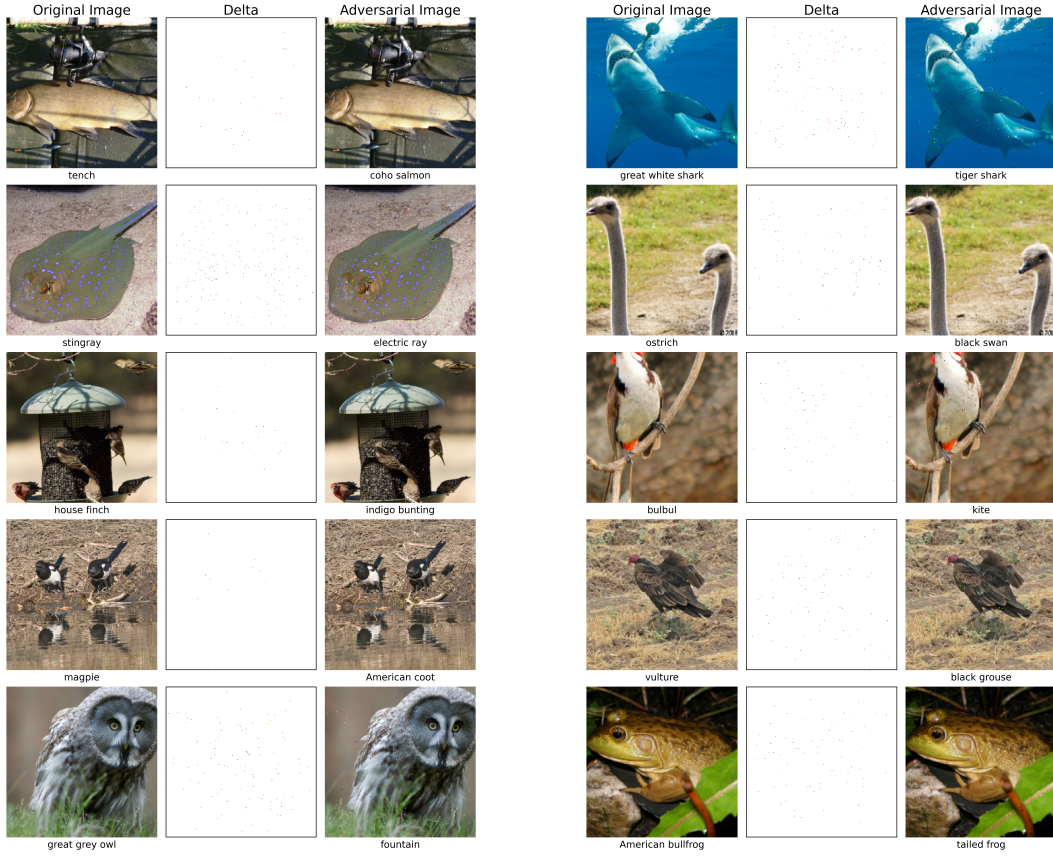 Original Image Delta Adversarial Image Original Image Delta Adversarial Image
tench coho salmon great white shark tiger shark
stingray electric ray ostrich black swan
house finch indigo bunting bulbul kite
magpie American coot vulture black grouse
great grey owl fountain American bullfrog tailed frog